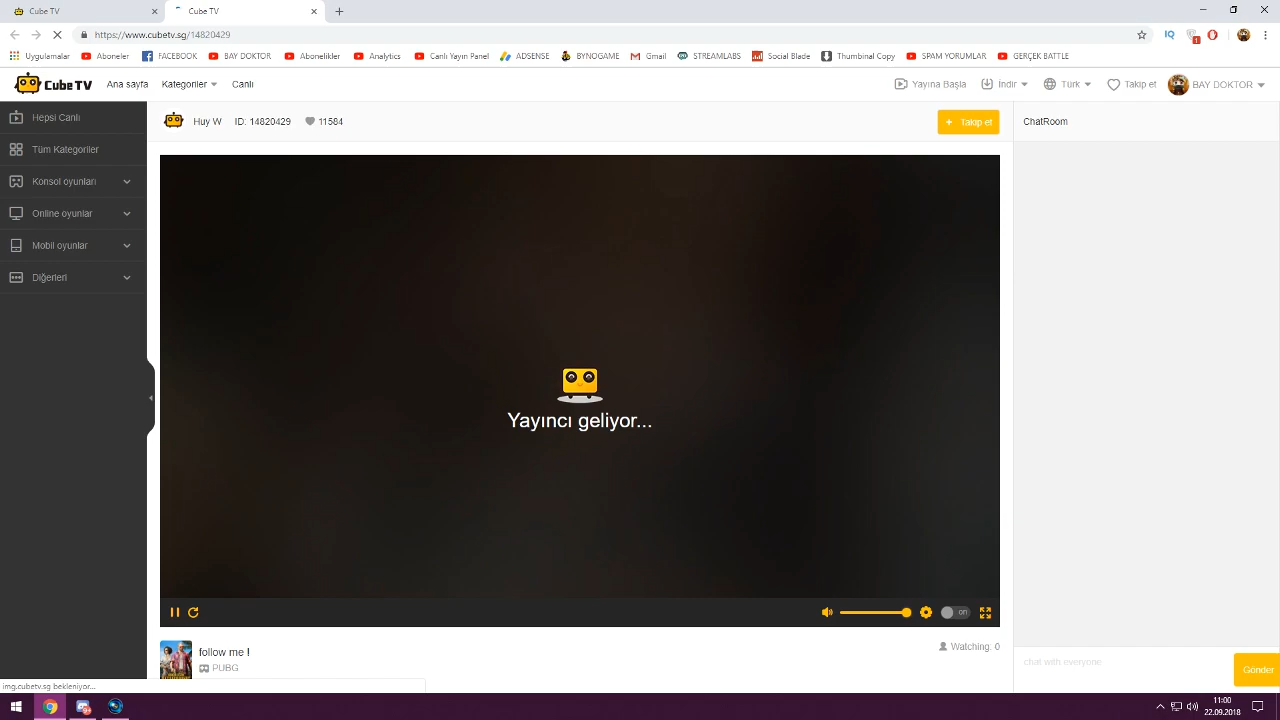 Cube TV
Cube TV
https://www.cubetv.sg/14820429
Uygulamalar
Aboneler
FACEBOOK
BAY DOKTOR
Abonelikler
Analytics
Canlı Yayın Panel
ADSENSE
BYNOGAME
Gmail
STREAMLABS
Social Blade
Thumbinal Copy
SPAM YORUMLAR
GERÇEK BATTLE
Cube TV
Ana sayfa
Kategoriler
Canlı
Yayına Başla
İndir
Türk
Takip et
BAY DOKTOR
Hepsi Canlı
Tüm Kategoriler
Konsol oyunları
Online oyunlar
Mobil oyunlar
Diğerleri
Huy W
ID: 14820429
11584
+ Takip et
ChatRoom
Yayıncı geliyor...
on
follow me !
PUBG
Watching: 0
chat with everyone
Gönder
img.cubetv.sg bekleniyor...
11:00
22.09.2018